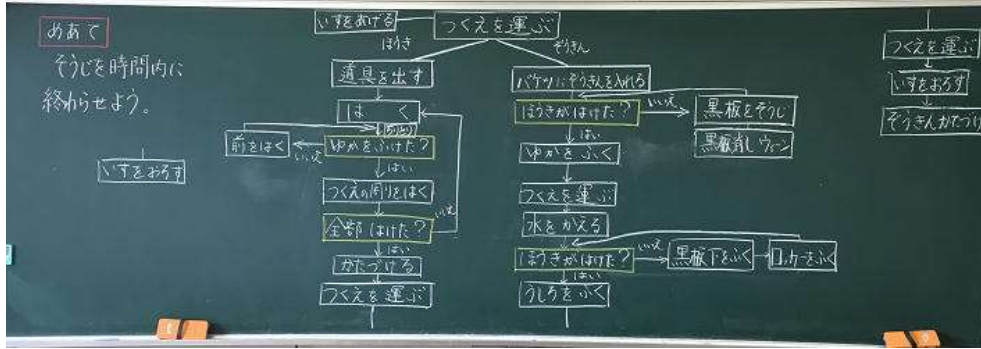 めあて
そうじを時間内に
終わらせよう。
いすをおろす
いすをあげる
つくえを運ぶ
ほうき
ぞうきん
道具を出す
はく
ゆかをふけた?
いいえ
前をはく
はい
つくえの周りをはく
全部はけた?
いいえ
はい
かたづける
つくえを運ぶ
バケツにぞうきんを入れる
ほうきがはけた?
いいえ
黒板をそうじ
黒板消しウィーン
はい
ゆかをふく
つくえを運ぶ
水をかえる
ほうきがはけた?
いいえ
黒板下をふく
ロッカーをふく
はい
うしろをふく
つくえを運ぶ
いすをおろす
ぞうきんかたづけ